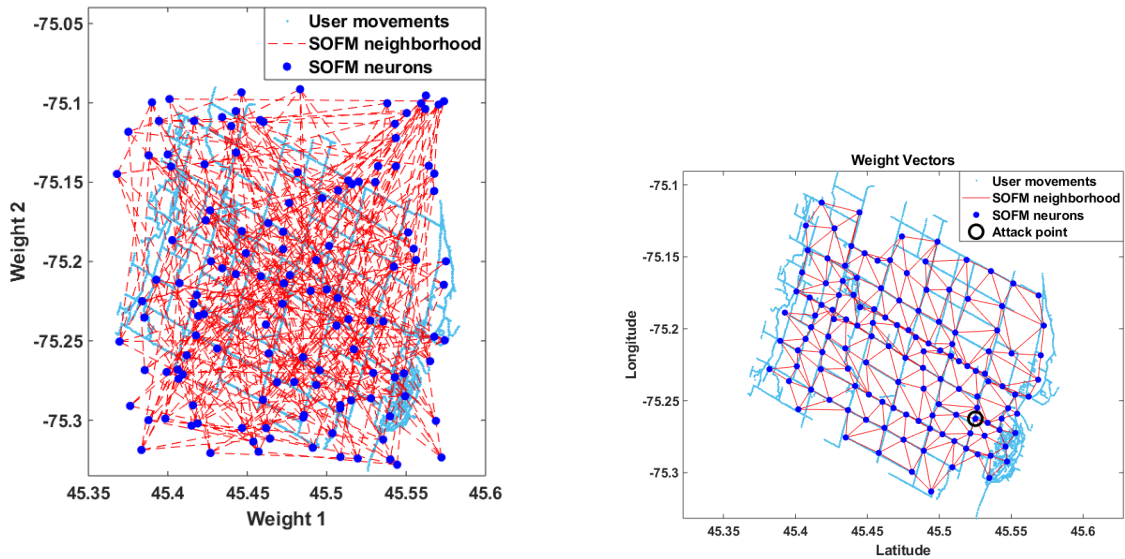 User movements
SOFM neighborhood
SOFM neurons
-75.05
-75.1
-75.15
-75.2
-75.25
-75.3
Weight 2
45.35 45.4 45.45 45.5 45.55 45.6
Weight 1
Weight Vectors
User movements
SOFM neighborhood
SOFM neurons
Attack point
-75.1
-75.15
-75.2
-75.25
-75.3
Longitude
45.35 45.4 45.45 45.5 45.55 45.6
Latitude